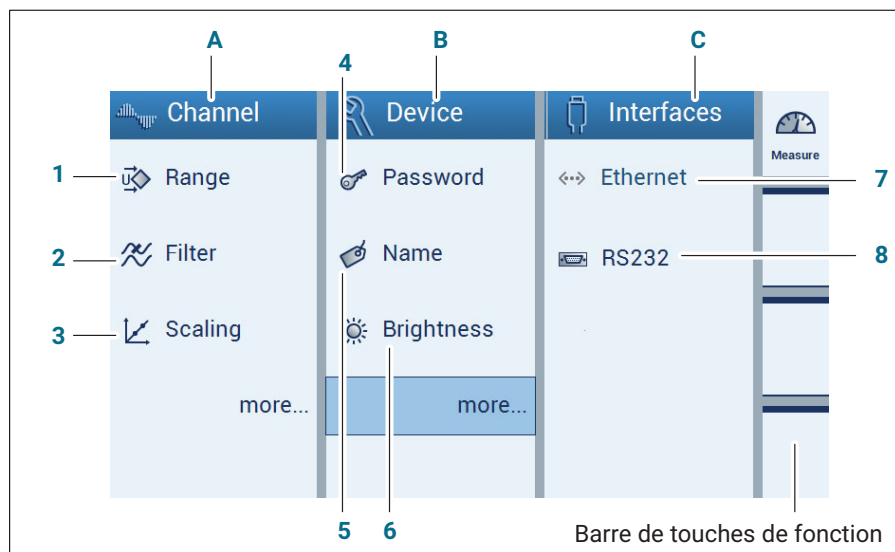 A
B
C
4
Channel
Device
Interfaces
Measure
1
Range
Password
Ethernet
7
2
Filter
Name
RS232
8
3
Scaling
Brightness
more...
more...
5
6
Barre de touches de fonction